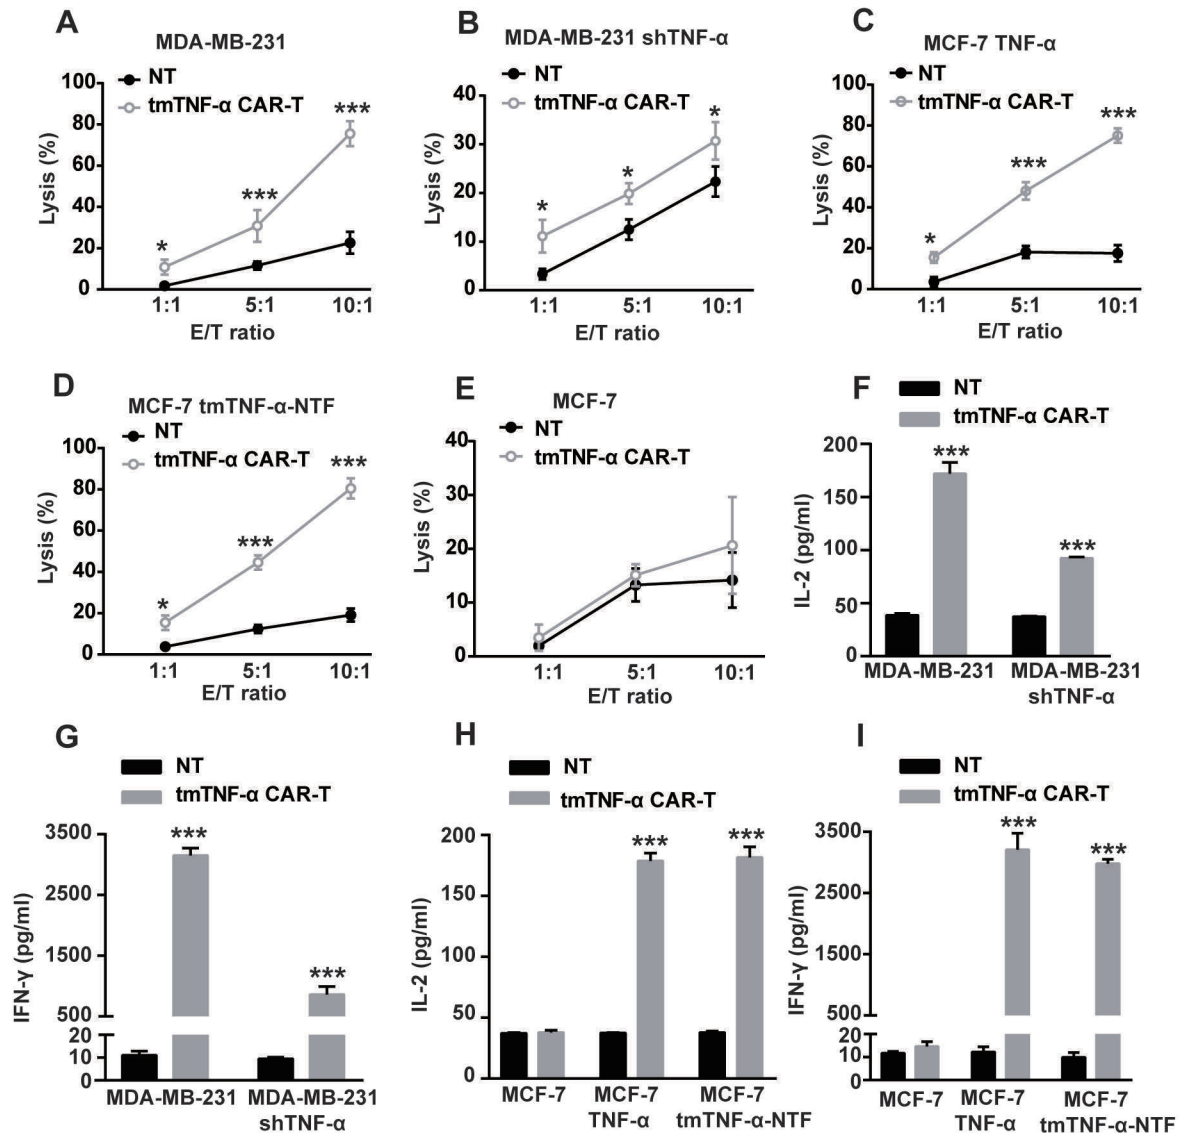 A
MDA-MB-231
NT
tmTNF-α CAR-T
Lysis (%)
100
80
60
40
20
0
*
***
***
1:1
5:1
10:1
E/T ratio
B
MDA-MB-231 shTNF-α
NT
tmTNF-α CAR-T
Lysis (%)
40
30
20
10
0
*
*
*
1:1
5:1
10:1
E/T ratio
C
MCF-7 TNF-α
NT
tmTNF-α CAR-T
Lysis (%)
100
80
60
40
20
0
*
***
***
1:1
5:1
10:1
E/T ratio
D
MCF-7 tmTNF-α-NTF
NT
tmTNF-α CAR-T
Lysis (%)
100
80
60
40
20
0
*
***
***
1:1
5:1
10:1
E/T ratio
E
MCF-7
NT
tmTNF-α CAR-T
Lysis (%)
40
30
20
10
0
1:1
5:1
10:1
E/T ratio
F
NT
tmTNF-α CAR-T
IL-2 (pg/ml)
200
150
100
50
0
***
***
MDA-MB-231
MDA-MB-231
shTNF-α
G
NT
tmTNF-α CAR-T
IFN-γ (pg/ml)
3500
2500
1500
500
20
10
0
***
***
MDA-MB-231
MDA-MB-231
shTNF-α
H
NT
tmTNF-α CAR-T
IL-2 (pg/ml)
200
150
100
50
0
***
***
MCF-7
MCF-7
TNF-α
MCF-7
tmTNF-α-NTF
I
NT
tmTNF-α CAR-T
IFN-γ (pg/ml)
3500
2500
1500
500
20
10
0
***
***
MCF-7
MCF-7
TNF-α
MCF-7
tmTNF-α-NTF